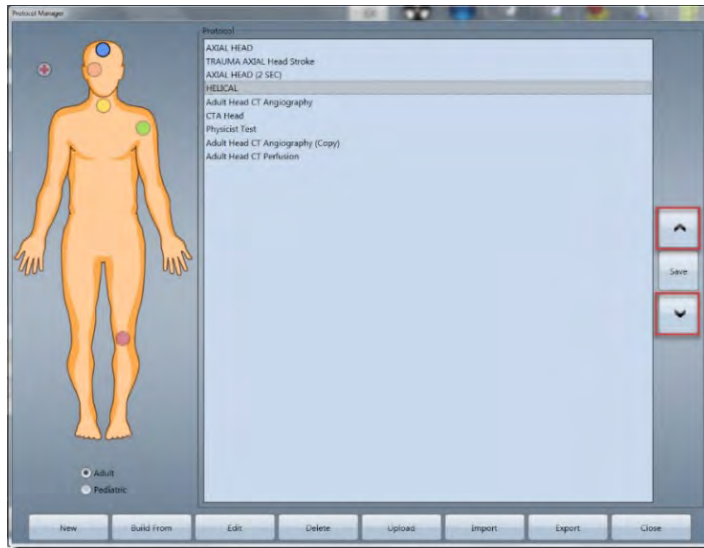 Protocol Manager
Protocol
AXIAL HEAD
TRAUMA AXIAL Head Stroke
AXIAL HEAD (2 SEC)
HELICAL
Adult Head CT Angiography
CTA Head
Physicist Test
Adult Head CT Angiography (Copy)
Adult Head CT Perfusion
Save
Adult
Pediatric
New
Build From
Edit
Delete
Upload
Import
Export
Close